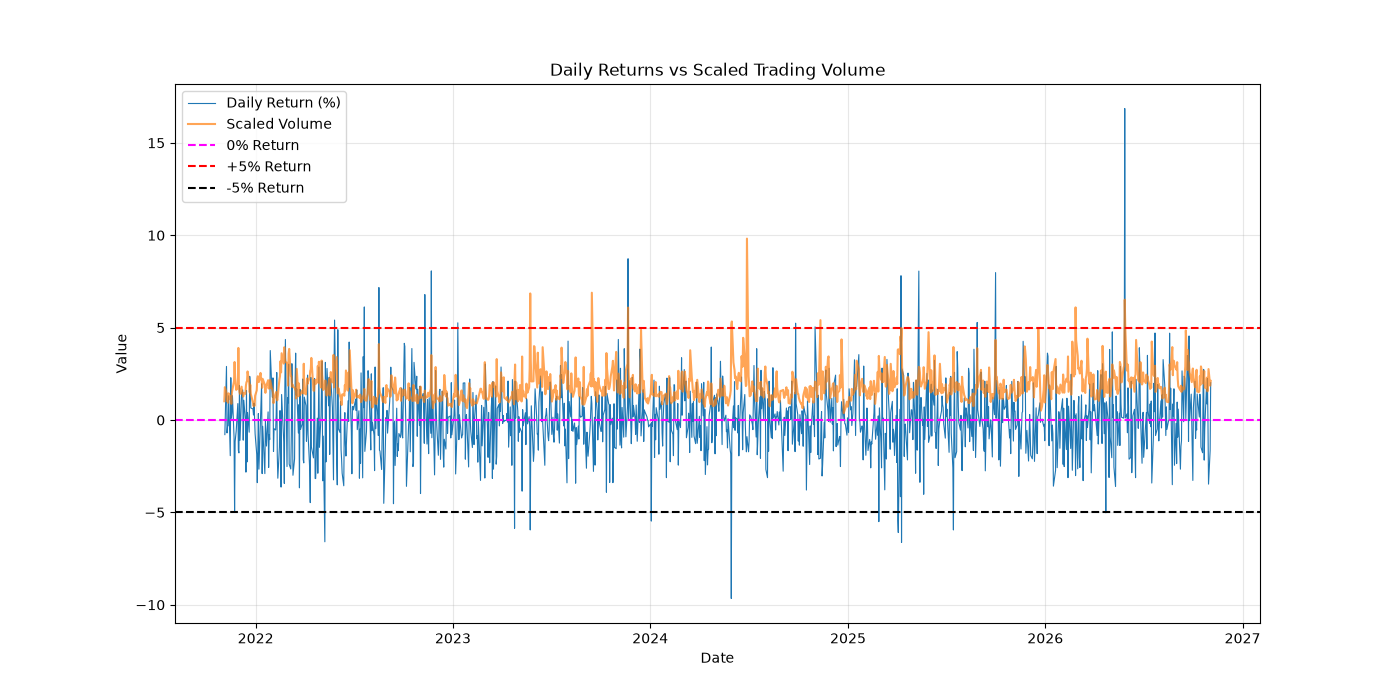 Daily Returns vs Scaled Trading Volume
Daily Return (%)
Scaled Volume
0% Return
+5% Return
-5% Return
15
10
5
0
−5
−10
Value
2022
2023
2024
2025
2026
2027
Date